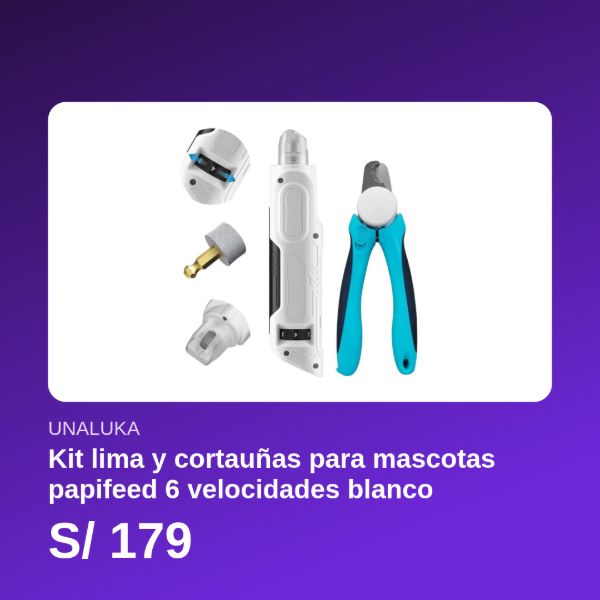 UNALUKA
Kit lima y cortauñas para mascotas
papifeed 6 velocidades blanco
S/ 179